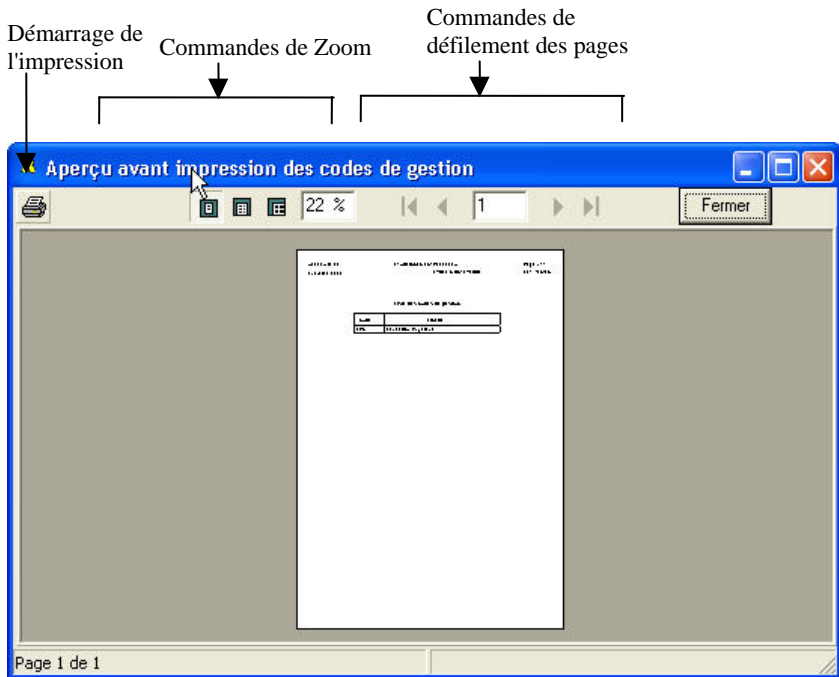 Démarrage de
l'impression
Commandes de Zoom
Commandes de
défilement des pages
Aperçu avant impression des codes de gestion
22 %
1
Fermer
Page 1 de 1